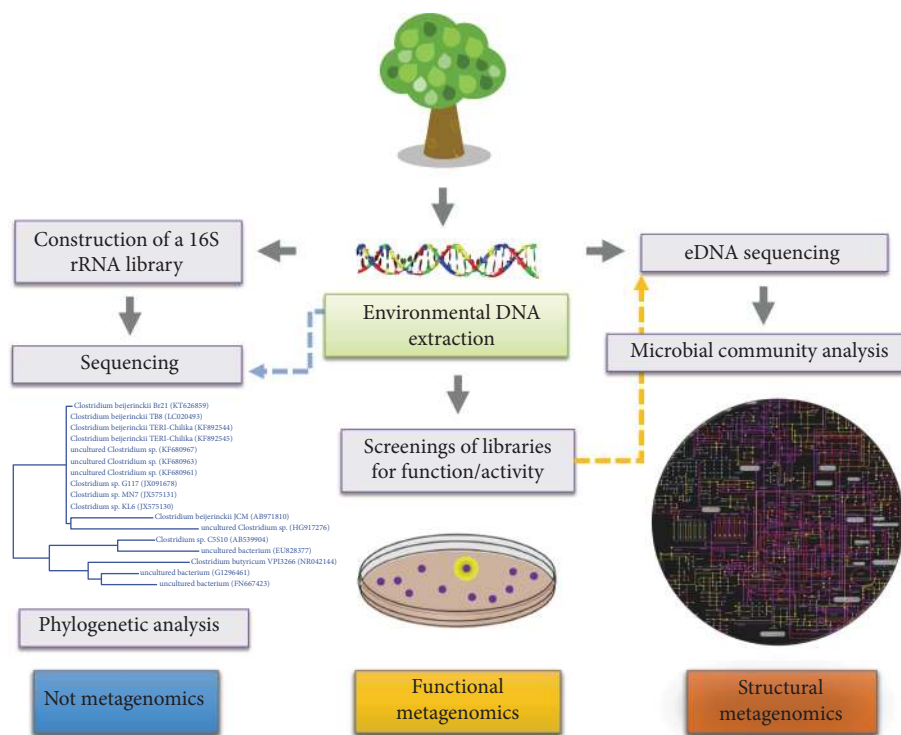 Construction of a 16S
rRNA library
eDNA sequencing
Environmental DNA
extraction
Sequencing
Microbial community analysis
Clostridium beijerinckii Br21 (KT626859)
Clostridium beijerinckii TB8 (LC020493)
Clostridium beijerinckii TERI-Chilika (KF892544)
Clostridium beijerinckii TERI-Chilika (KF892545)
uncultured Clostridium sp. (KF680967)
uncultured Clostridium sp. (KF680963)
uncultured Clostridium sp. (KF680961)
Clostridium sp. G117 (JX091678)
Clostridium sp. MN7 (JX575131)
Clostridium sp. KL6 (JX575130)
Clostridium beijerinckii JCM (AB971810)
uncultured Clostridium sp. (HG917276)
Clostridium sp. C5S10 (AB539904)
uncultured bacterium (EU828377)
Clostridium butyricum VPI3266 (NR042144)
uncultured bacterium (G1296461)
uncultured bacterium (FN667423)
Screenings of libraries
for function/activity
Phylogenetic analysis
Not metagenomics
Functional
metagenomics
Structural
metagenomics